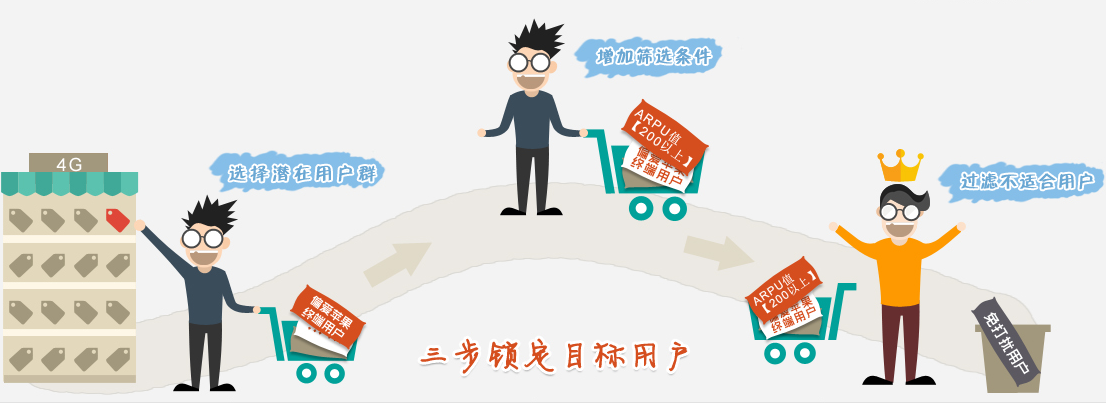 4G
选择潜在用户群
偏爱苹果
终端用户
增加筛选条件
ARPU值
【200以上】
偏爱苹果
终端用户
ARPU值
【200以上】
偏爱苹果
终端用户
过滤不适合用户
免打扰用户
三步锁定目标用户